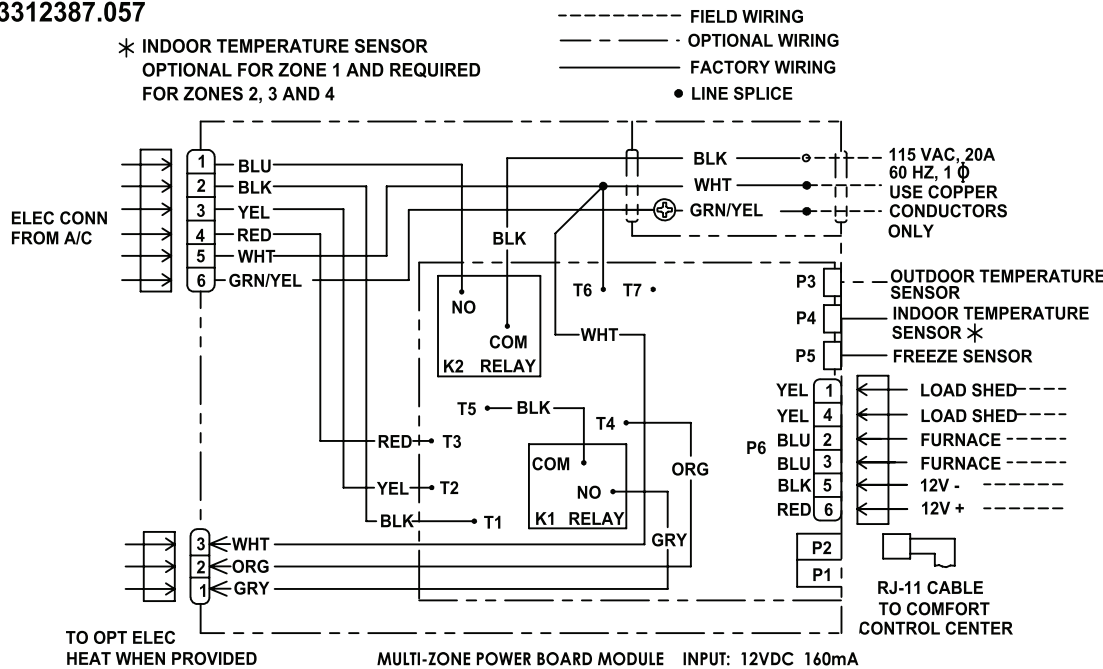 3312387.057
FIELD WIRING
OPTIONAL WIRING
FACTORY WIRING
LINE SPLICE
* INDOOR TEMPERATURE SENSOR
OPTIONAL FOR ZONE 1 AND REQUIRED
FOR ZONES 2, 3 AND 4
ELEC CONN
FROM A/C
1 BLU
2 BLK
3 YEL
4 RED
5 WHT
6 GRN/YEL
BLK
WHT
GRN/YEL
115 VAC, 20A
60 HZ, 1 ϕ
USE COPPER
CONDUCTORS
ONLY
BLK
NO
COM
K2 RELAY
T6 T7
WHT
P3
OUTDOOR TEMPERATURE
SENSOR
P4
INDOOR TEMPERATURE
SENSOR *
P5
FREEZE SENSOR
T5 BLK
T4
RED T3
YEL T2
BLK T1
COM
NO
K1 RELAY
ORG
GRY
P6
YEL 1 LOAD SHED
YEL 4 LOAD SHED
BLU 2 FURNACE
BLU 3 FURNACE
BLK 5 12V -
RED 6 12V +
P2
P1
RJ-11 CABLE
TO COMFORT
CONTROL CENTER
3 WHT
2 ORG
1 GRY
TO OPT ELEC
HEAT WHEN PROVIDED
MULTI-ZONE POWER BOARD MODULE INPUT: 12VDC 160mA